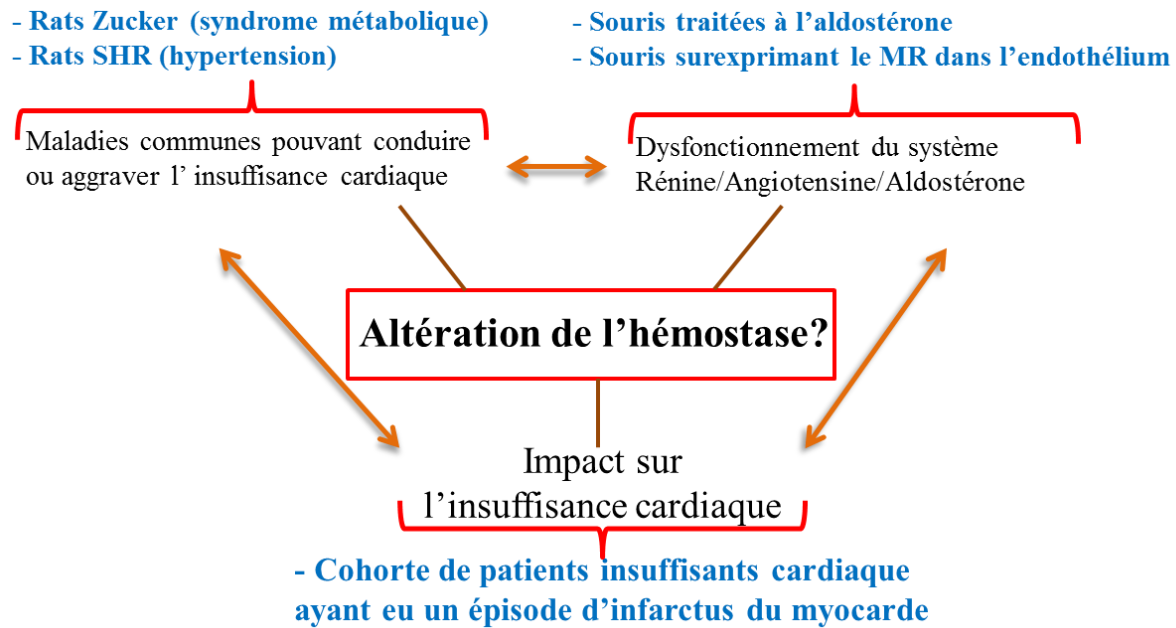 - Rats Zucker (syndrome métabolique)
- Rats SHR (hypertension)
- Souris traitées à l’aldostérone
- Souris surexprimant le MR dans l’endothélium
Maladies communes pouvant conduire
ou aggraver l’ insuffisance cardiaque
Dysfonctionnement du système
Rénine/Angiotensine/Aldostérone
Altération de l’hémostase?
Impact sur
l’insuffisance cardiaque
- Cohorte de patients insuffisants cardiaque
ayant eu un épisode d’infarctus du myocarde